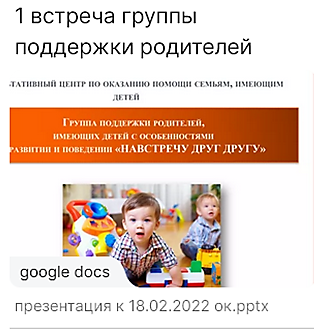 1 встреча группы
поддержки родителей
ТАТИВНЫЙ ЦЕНТР ПО ОКАЗАНИЮ ПОМОЩИ СЕМЬЯМ, ИМЕЮЩИМ
ДЕТЕЙ
ГРУППА ПОДДЕРЖКИ РОДИТЕЛЕЙ,
ИМЕЮЩИХ ДЕТЕЙ С ОСОБЕННОСТЯМИ
РАЗВИТИИ И ПОВЕДЕНИИ «НАВСТРЕЧУ ДРУГ ДРУГУ»
google docs
презентация к 18.02.2022 ок.pptx